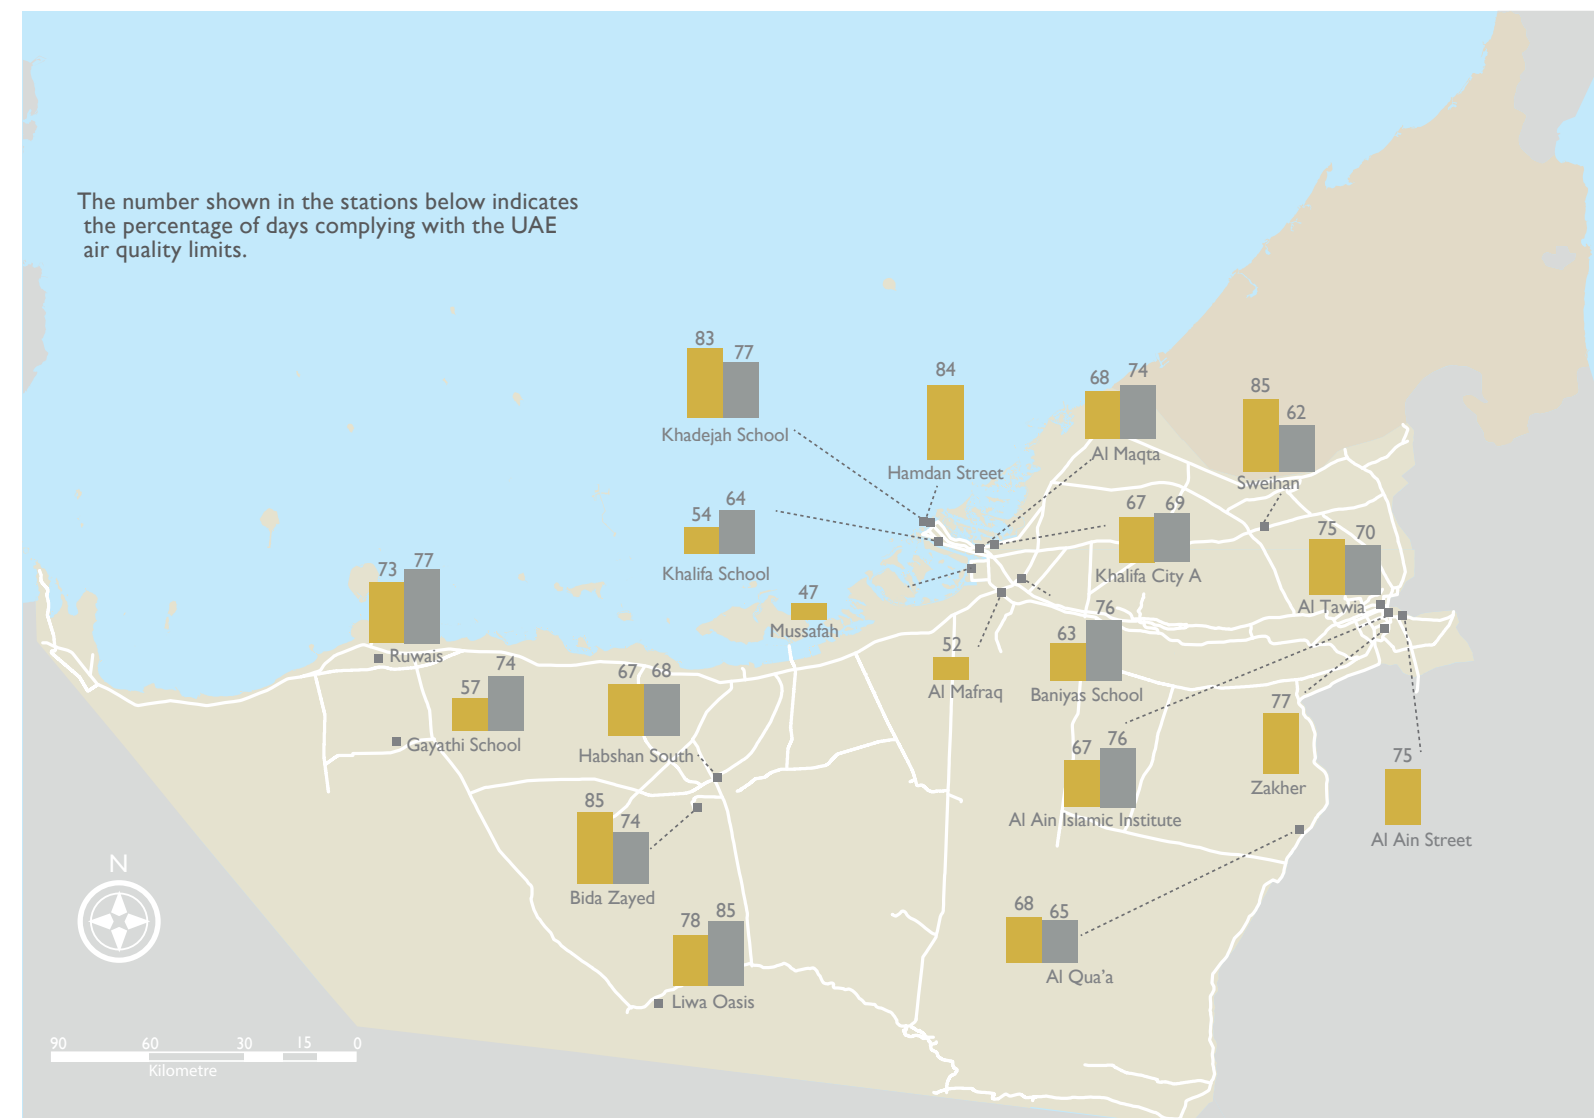 The number shown in the stations below indicates
the percentage of days complying with the UAE
air quality limits.
83
77
Khadejah School
84
Hamdan Street
68
74
Al Maqta
85
62
Sweihan
54
64
Khalifa School
67
69
Khalifa City A
75
70
Al Tawia
73
77
Ruwais
47
Mussafah
52
Al Mafraq
63
76
Baniyas School
57
74
Gayathi School
67
68
Habshan South
77
Zakher
75
Al Ain Street
67
76
Al Ain Islamic Institute
85
74
Bida Zayed
78
85
Liwa Oasis
68
65
Al Qua’a
N
90 60 30 15 0
Kilometre